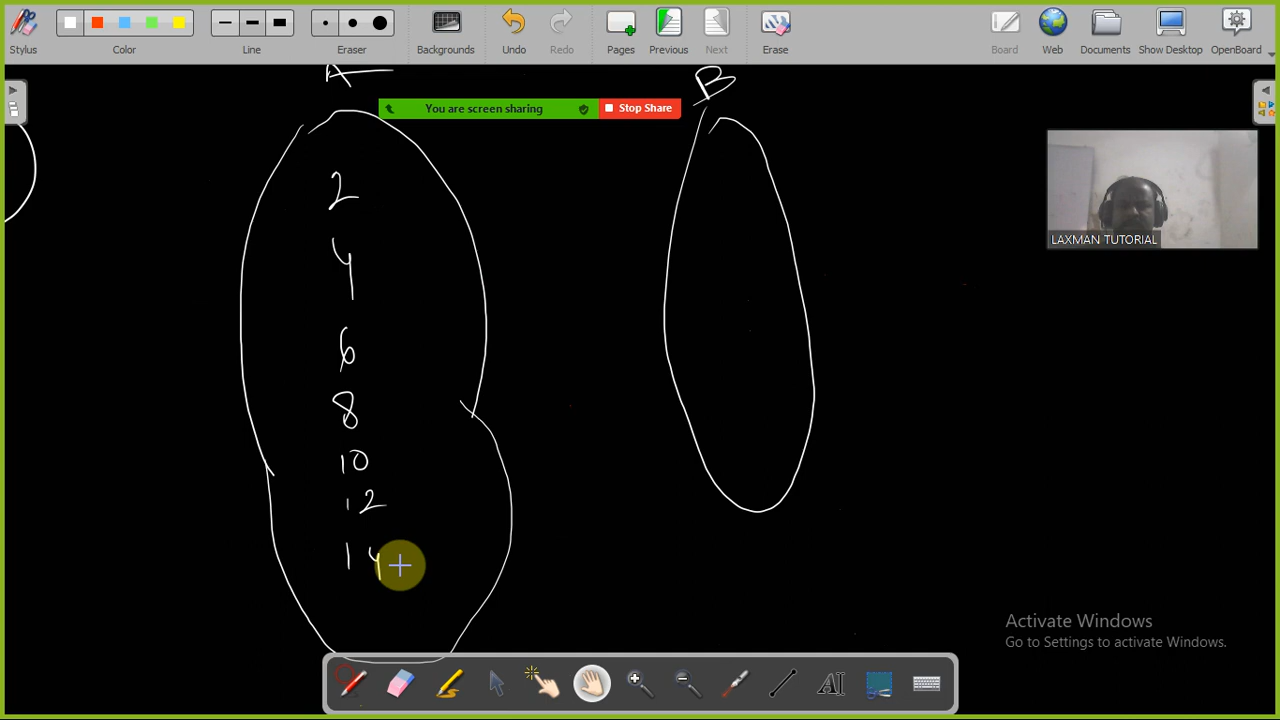 Stylus Color Line Eraser Backgrounds Undo Redo Pages Previous Next Erase Board Web Documents Show Desktop OpenBoard
A B
You are screen sharing Stop Share
2
4
6
8
10
12
14
LAXMAN TUTORIAL
Activate Windows
Go to Settings to activate Windows.
AI